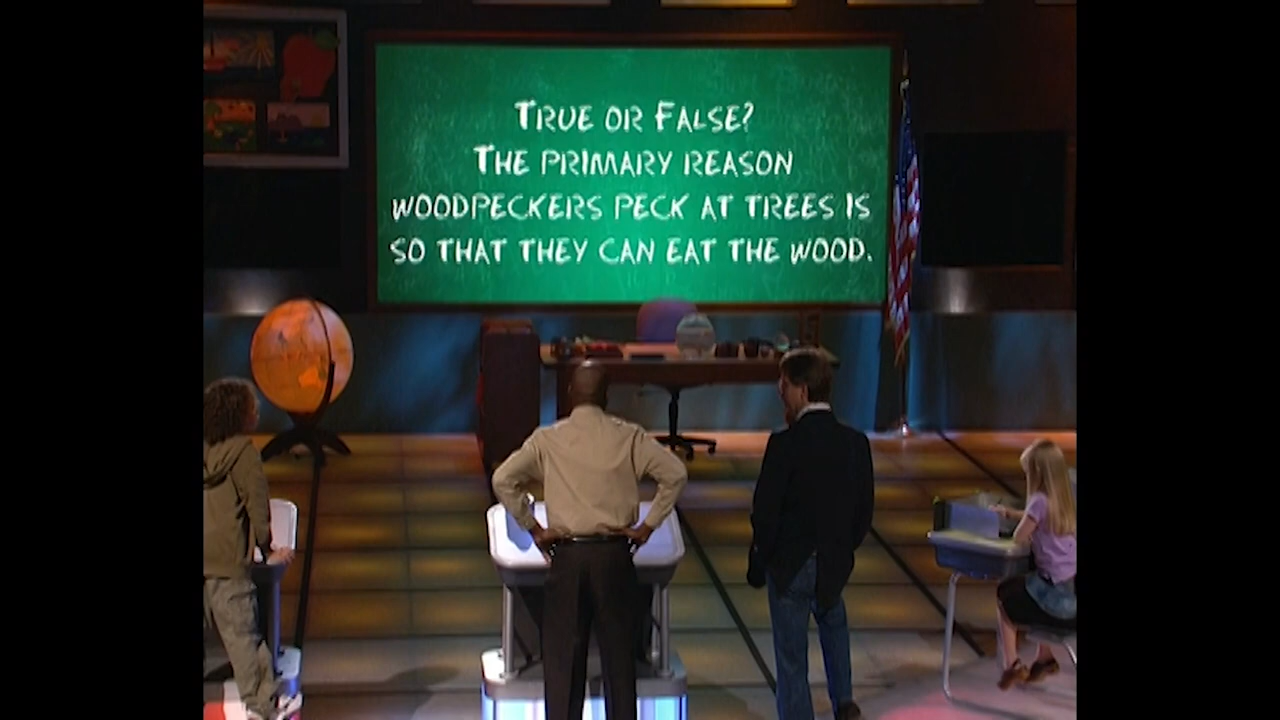 True or False?
The primary reason
woodpeckers peck at trees is
so that they can eat the wood.